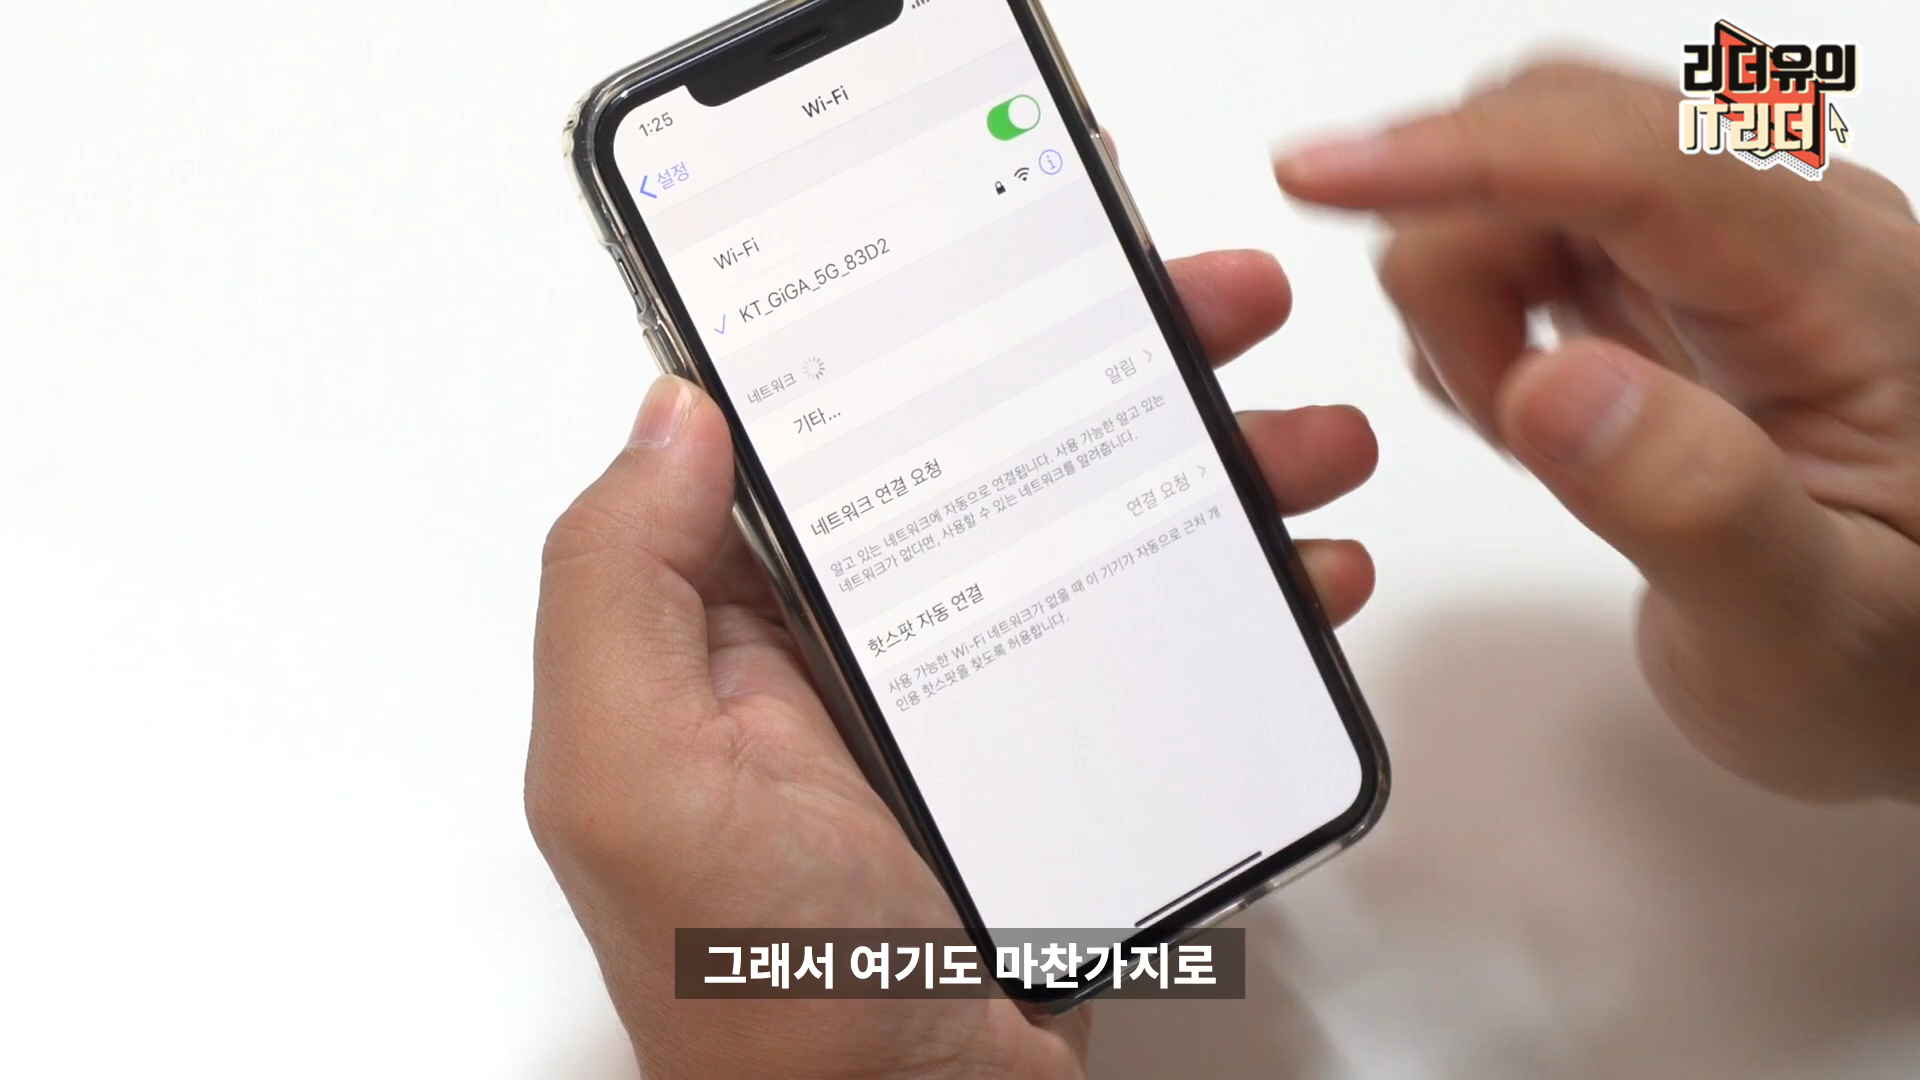 리더유의
IT리더
1:25
Wi-Fi
설정
Wi-Fi
KT_GiGA_5G_83D2
네트워크
기타...
네트워크 연결 요청
알림
알고 있는 네트워크에 자동으로 연결됩니다. 사용 가능한 알고 있는
네트워크가 없다면, 사용할 수 있는 네트워크를 알려줍니다.
핫스팟 자동 연결
연결 요청
사용 가능한 Wi-Fi 네트워크가 없을 때 이 기기가 자동으로 근처 개
인용 핫스팟을 찾도록 허용합니다.
그래서 여기도 마찬가지로